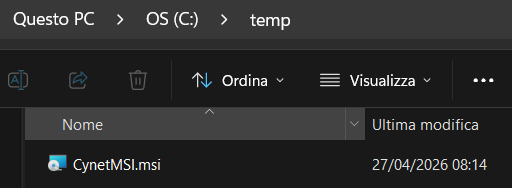 Questo PC > OS (C:) > temp
Ordina Visualizza ...
Nome Ultima modifica
CynetMSI.msi 27/04/2026 08:14